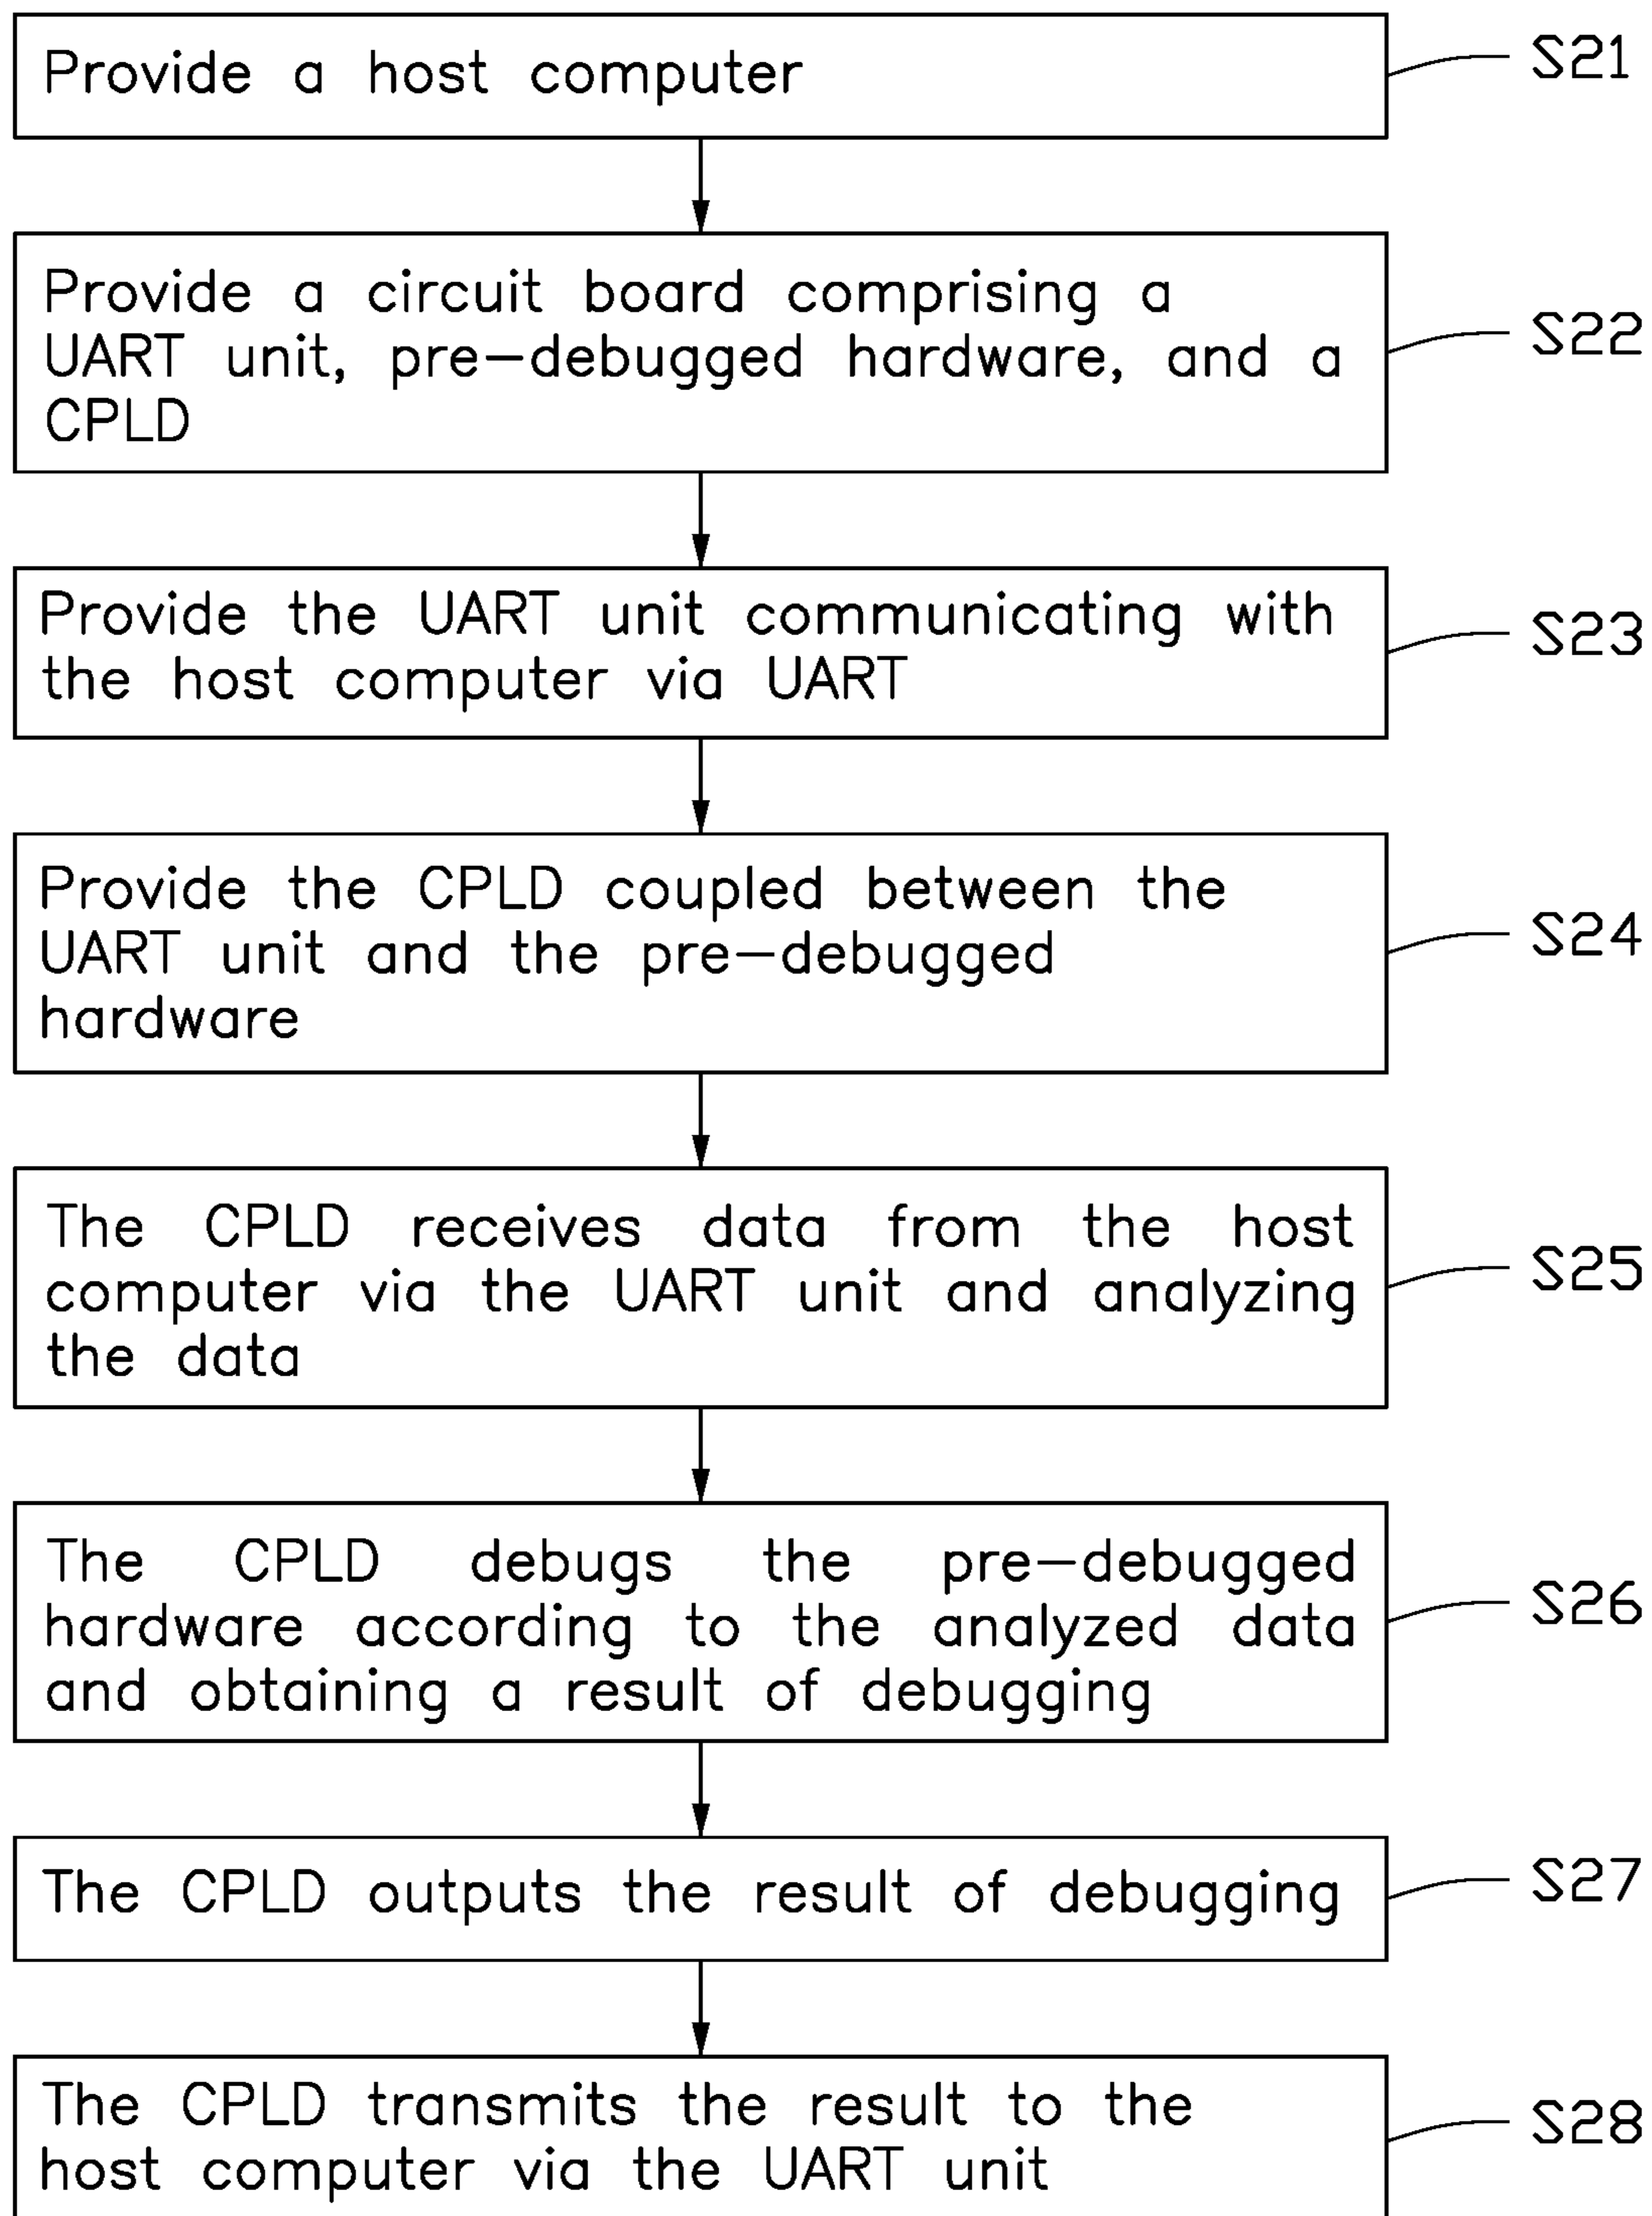 Provide a host computer
S21
Provide a circuit board comprising a
UART unit, pre-debugged hardware, and a
CPLD
S22
Provide the UART unit communicating with
the host computer via UART
S23
Provide the CPLD coupled between the
UART unit and the pre-debugged
hardware
S24
The CPLD receives data from the host
computer via the UART unit and analyzing
the data
S25
The CPLD debugs the pre-debugged
hardware according to the analyzed data
and obtaining a result of debugging
S26
The CPLD outputs the result of debugging
S27
The CPLD transmits the result to the
host computer via the UART unit
S28